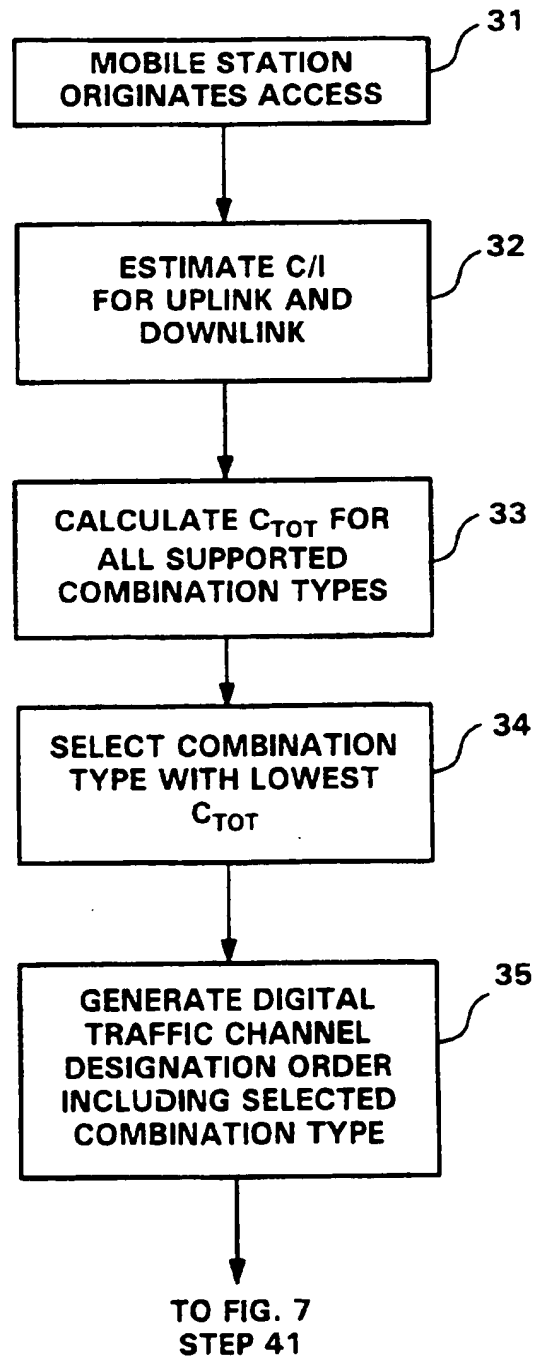 31
MOBILE STATION
ORIGINATES ACCESS
32
ESTIMATE C/I
FOR UPLINK AND
DOWNLINK
33
CALCULATE CTOT FOR
ALL SUPPORTED
COMBINATION TYPES
34
SELECT COMBINATION
TYPE WITH LOWEST
CTOT
35
GENERATE DIGITAL
TRAFFIC CHANNEL
DESIGNATION ORDER
INCLUDING SELECTED
COMBINATION TYPE
TO FIG. 7
STEP 41